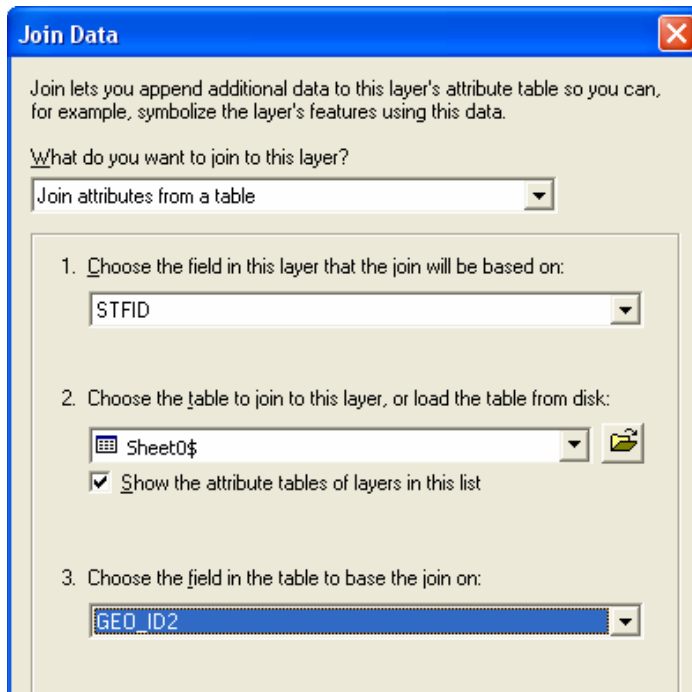 Join Data
Join lets you append additional data to this layer's attribute table so you can,
for example, symbolize the layer's features using this data.
What do you want to join to this layer?
Join attributes from a table
1. Choose the field in this layer that the join will be based on:
STFID
2. Choose the table to join to this layer, or load the table from disk:
Sheet0$
Show the attribute tables of layers in this list
3. Choose the field in the table to base the join on:
GEO_ID2